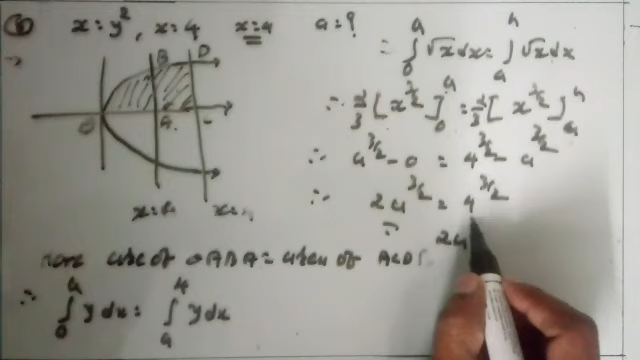 ⑥ x = y², x = 4 x = a a = ?
B D
O A
x = a x = 4
Area of OABA = Area of ACDB
∴ ∫₀ᵃ y dx = ∫ₐ⁴ y dx
= ∫₀ᵃ √x dx = ∫ₐ⁴ √x dx
∴ 2/3 [x^3/2]₀ᵃ = 2/3 [x^3/2]ₐ⁴
∴ a^3/2 - 0 = 4^3/2 - a^3/2
∴ 2a^3/2 = 4^3/2
∵ 2a